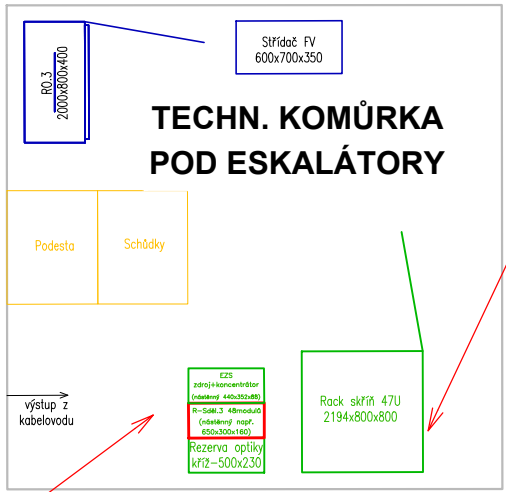 RO.3
2000x800x400
Střídač FV
600x700x350
TECHN. KOMŮRKA
POD ESKALÁTORY
Podesta
Schůdky
výstup z
kabelovodu
EZS
zdroj+koncentrátor
(nástěnný 440x352x88)
R-Sděl.3 48modulů
(nástěnný např.
650x300x160)
Rezerva optiky
kříž-500x230
Rack skříň 47U
2194x800x800